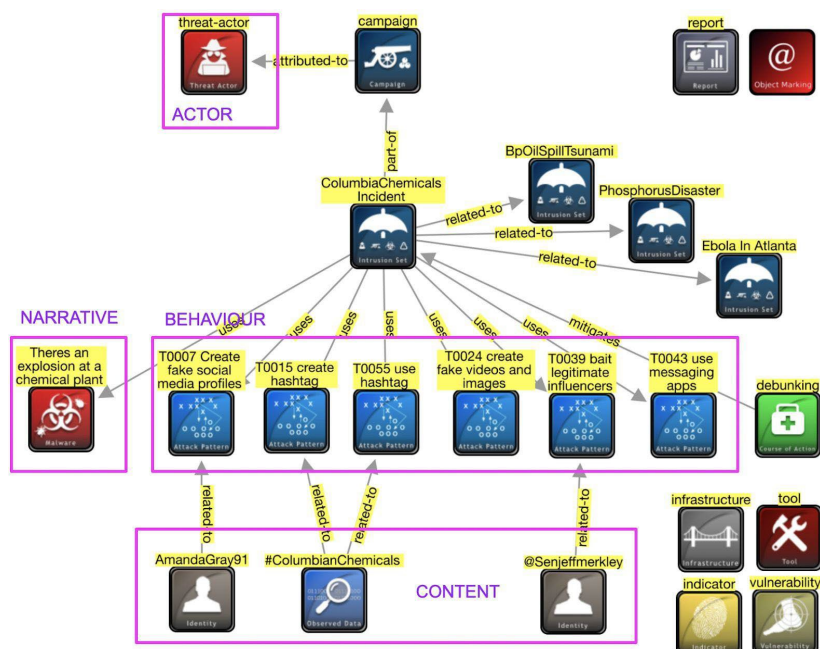 threat-actor
campaign
report
Threat Actor
attributed-to
Campaign
Report
@
Object Marking
ACTOR
part-of
BpOilSpillTsunami
ColumbiaChemicals
Incident
related-to
Intrusion Set
PhosphorusDisaster
related-to
Intrusion Set
Intrusion Set
Ebola In Atlanta
related-to
Intrusion Set
NARRATIVE
BEHAVIOUR
uses
uses
uses
uses
uses
uses
uses
mitigates
Theres an
explosion at a
chemical plant
T0007 Create
fake social
media profiles
T0015 create
hashtag
T0055 use
hashtag
T0024 create
fake videos and
images
T0039 bait
legitimate
influencers
T0043 use
messaging
apps
debunking
Malware
Attack Pattern
Attack Pattern
Attack Pattern
Attack Pattern
Attack Pattern
Attack Pattern
Course of Action
related-to
related-to
related-to
related-to
infrastructure
tool
Infrastructure
Tool
AmandaGray91
#ColumbianChemicals
@Senjeffmerkley
CONTENT
Identity
Observed Data
Identity
indicator
vulnerability
Indicator
Vulnerability